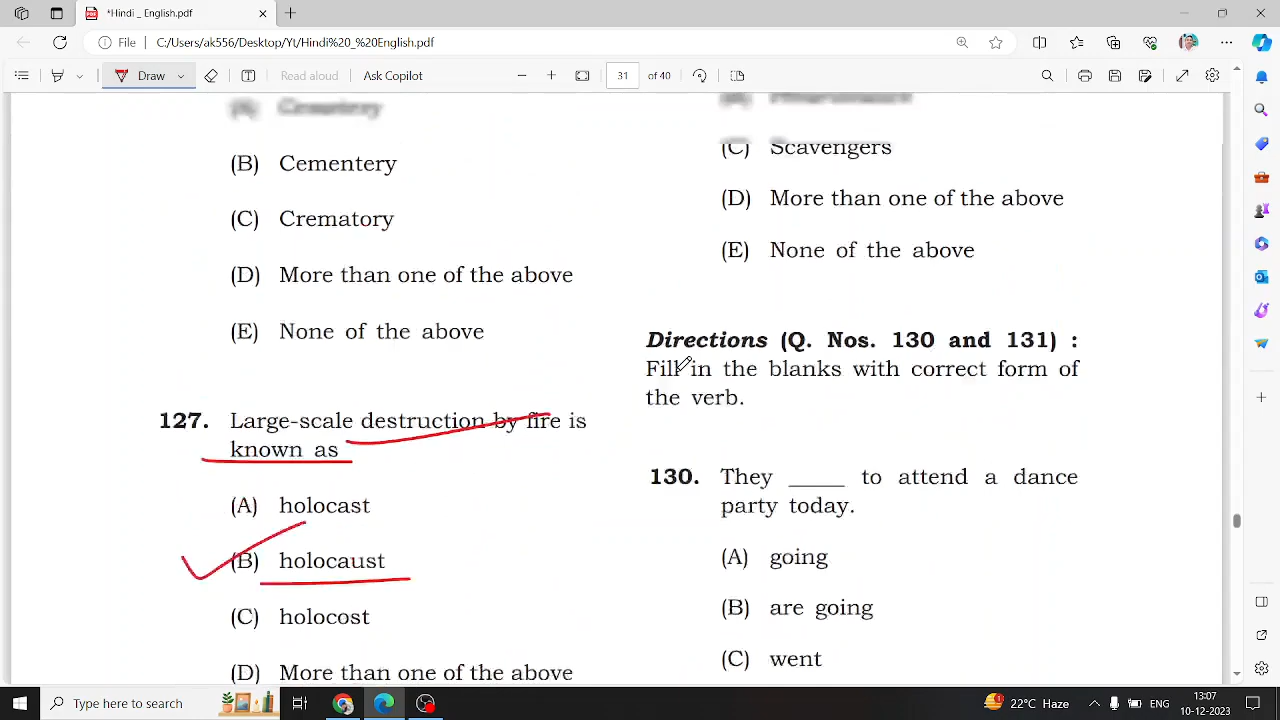 *Hindi _ English.pdf
File
C:/Users/ak556/Desktop/Yt/Hindi%20_%20English.pdf
Draw
Read aloud
Ask Copilot
31
of 40
(A) Cemetery
(B) Cementery
(C) Crematory
(D) More than one of the above
(E) None of the above
127. Large-scale destruction by fire is
known as
(A) holocast
(B) holocaust
(C) holocost
(D) More than one of the above
(C) Scavengers
(D) More than one of the above
(E) None of the above
Directions (Q. Nos. 130 and 131) :
Fill in the blanks with correct form of
the verb.
130. They _____ to attend a dance
party today.
(A) going
(B) are going
(C) went
Type here to search
22°C Haze
ENG
13:07
10-12-2023